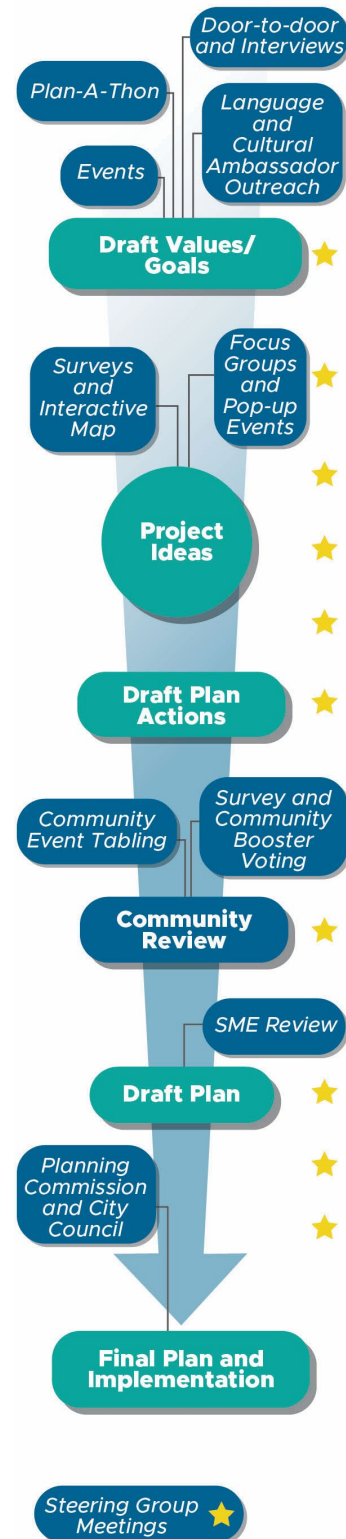 Door-to-door
and Interviews
Plan-A-Thon
Language
and
Cultural
Ambassador
Outreach
Events
Draft Values/
Goals
Surveys
and
Interactive
Map
Focus
Groups
and
Pop-up
Events
Project
Ideas
Draft Plan
Actions
Community
Event Tabling
Survey and
Community
Booster
Voting
Community
Review
SME Review
Draft Plan
Planning
Commission
and City
Council
Final Plan and
Implementation
Steering Group
Meetings